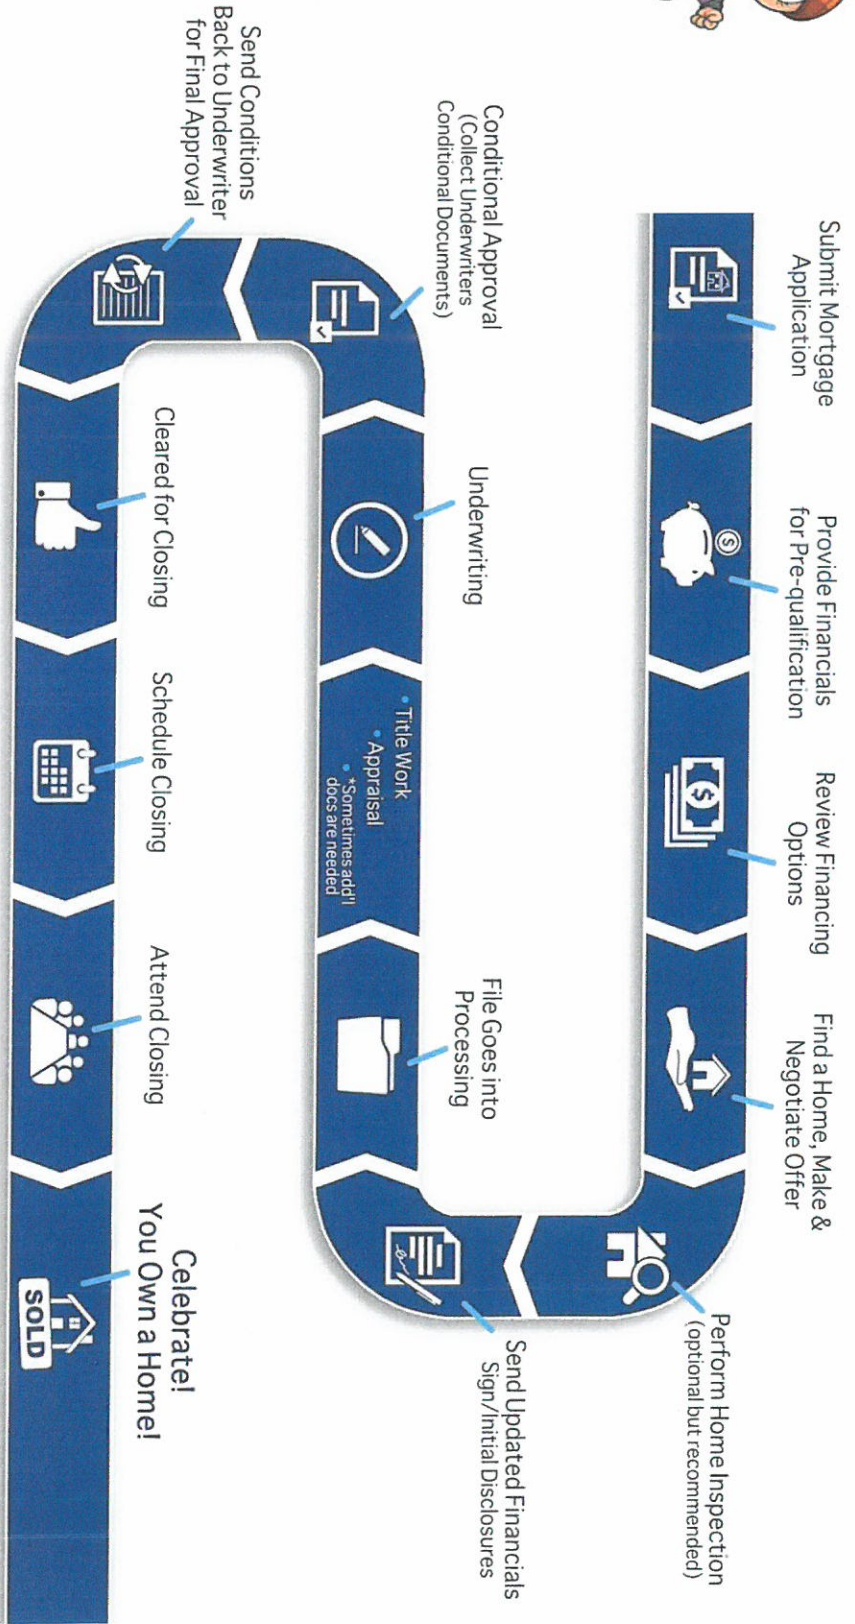 Submit Mortgage
Application
Provide Financials
for Pre-qualification
Review Financing
Options
Find a Home, Make &
Negotiate Offer
Perform Home Inspection
(optional but recommended)
Send Updated Financials
Sign/Initial Disclosures
File Goes into
Processing
• Title Work
• Appraisal
• *Sometimes add'l
docs are needed
Underwriting
Conditional Approval
(Collect Underwriters
Conditional Documents)
Send Conditions
Back to Underwriter
for Final Approval
Cleared for Closing
Schedule Closing
Attend Closing
Celebrate!
You Own a Home!
SOLD